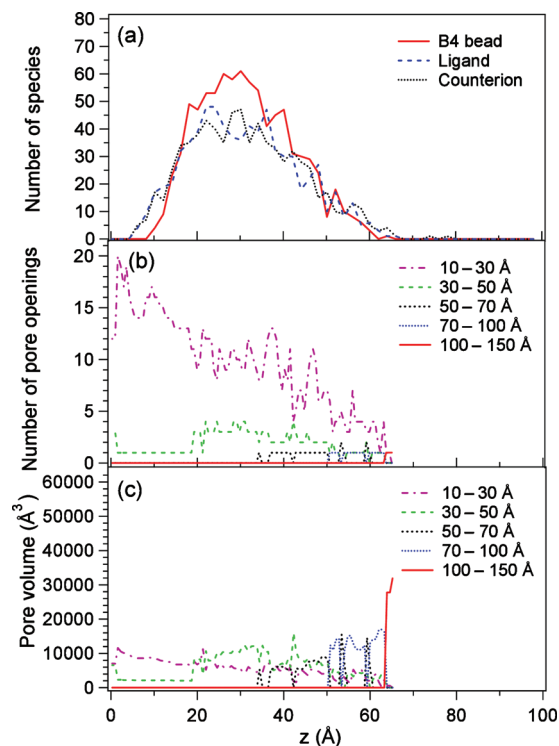 (a)
B4 bead
Ligand
Counterion
Number of species
80
70
60
50
40
30
20
10
0
(b)
10 – 30 Å
30 – 50 Å
50 – 70 Å
70 – 100 Å
100 – 150 Å
Number of pore openings
20
15
10
5
0
(c)
10 – 30 Å
30 – 50 Å
50 – 70 Å
70 – 100 Å
100 – 150 Å
Pore volume (Å³)
60000
50000
40000
30000
20000
10000
0
0 20 40 60 80 100
z (Å)